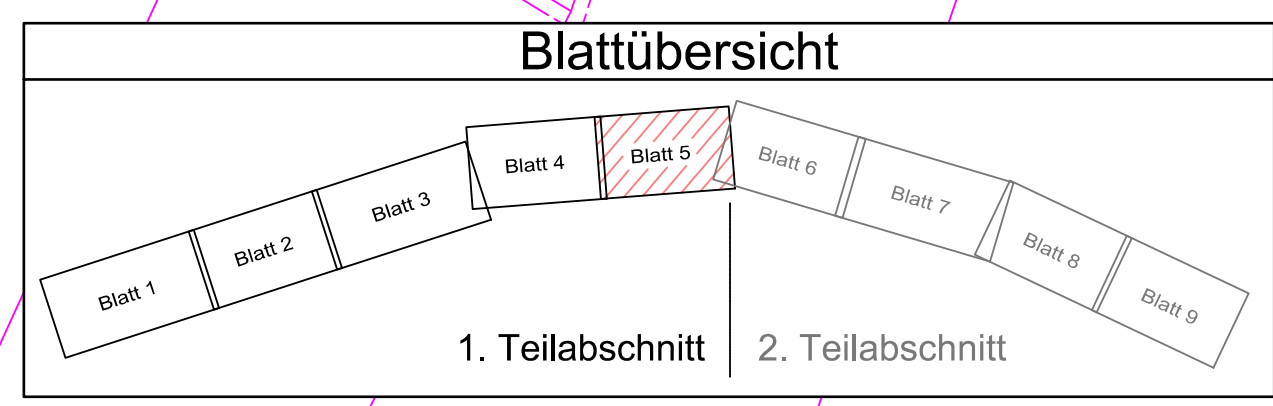 Blattübersicht
Blatt 1
Blatt 2
Blatt 3
Blatt 4
Blatt 5
Blatt 6
Blatt 7
Blatt 8
Blatt 9
1. Teilabschnitt
2. Teilabschnitt